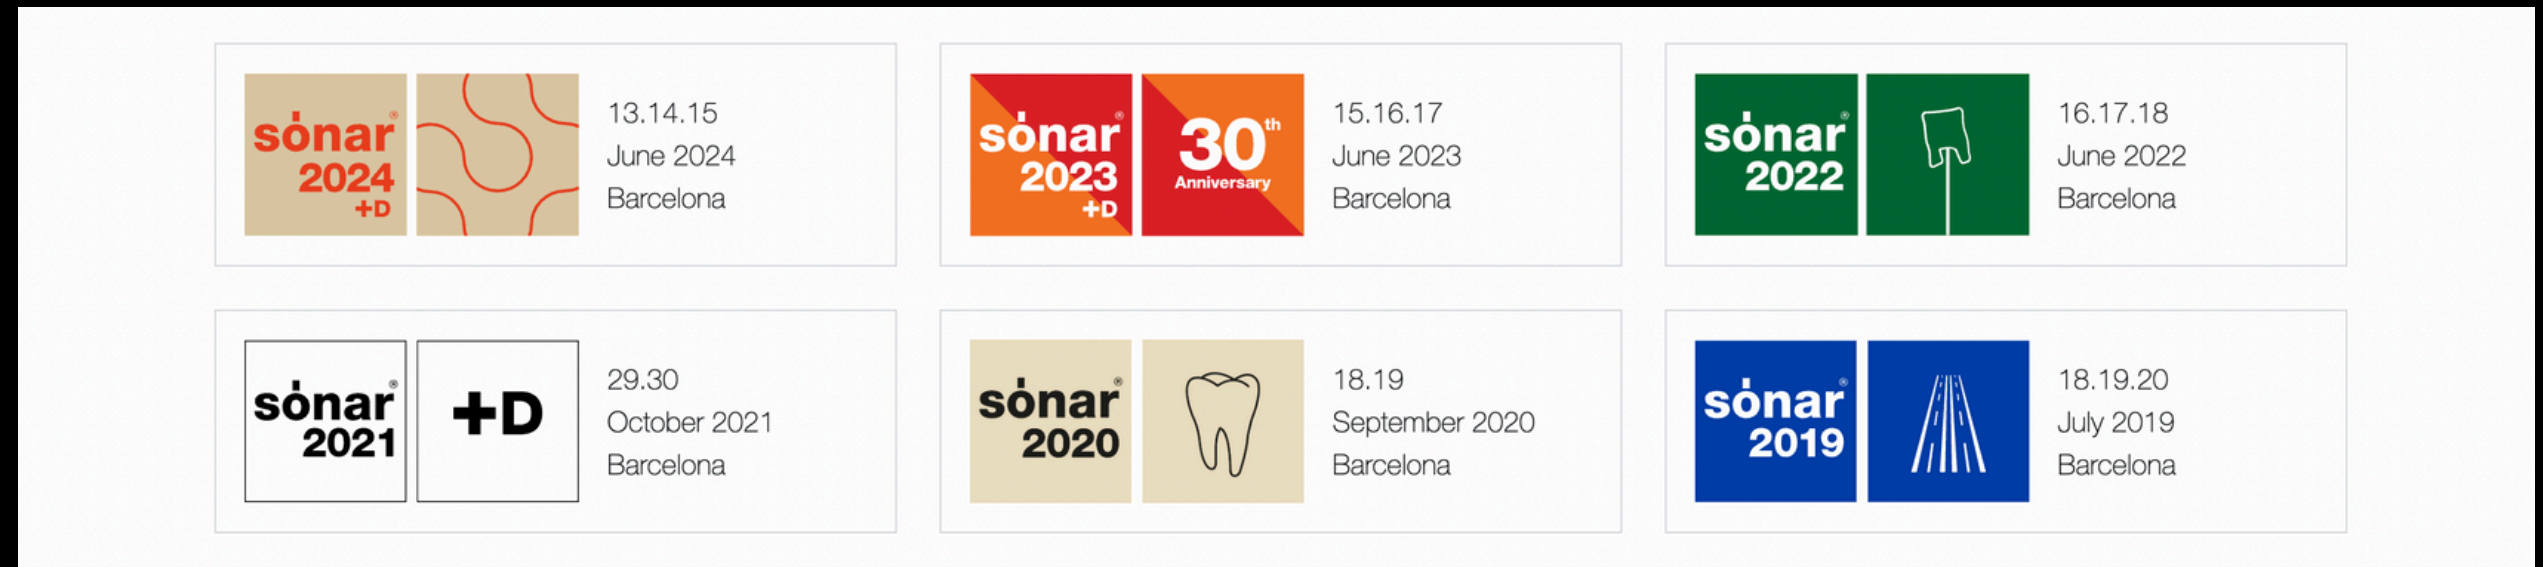 sónar®
2024
+D
13.14.15
June 2024
Barcelona
sónar®
2023
+D
30th
Anniversary
15.16.17
June 2023
Barcelona
sónar®
2022
16.17.18
June 2022
Barcelona
sónar®
2021
+D
29.30
October 2021
Barcelona
sónar®
2020
18.19
September 2020
Barcelona
sónar®
2019
18.19.20
July 2019
Barcelona